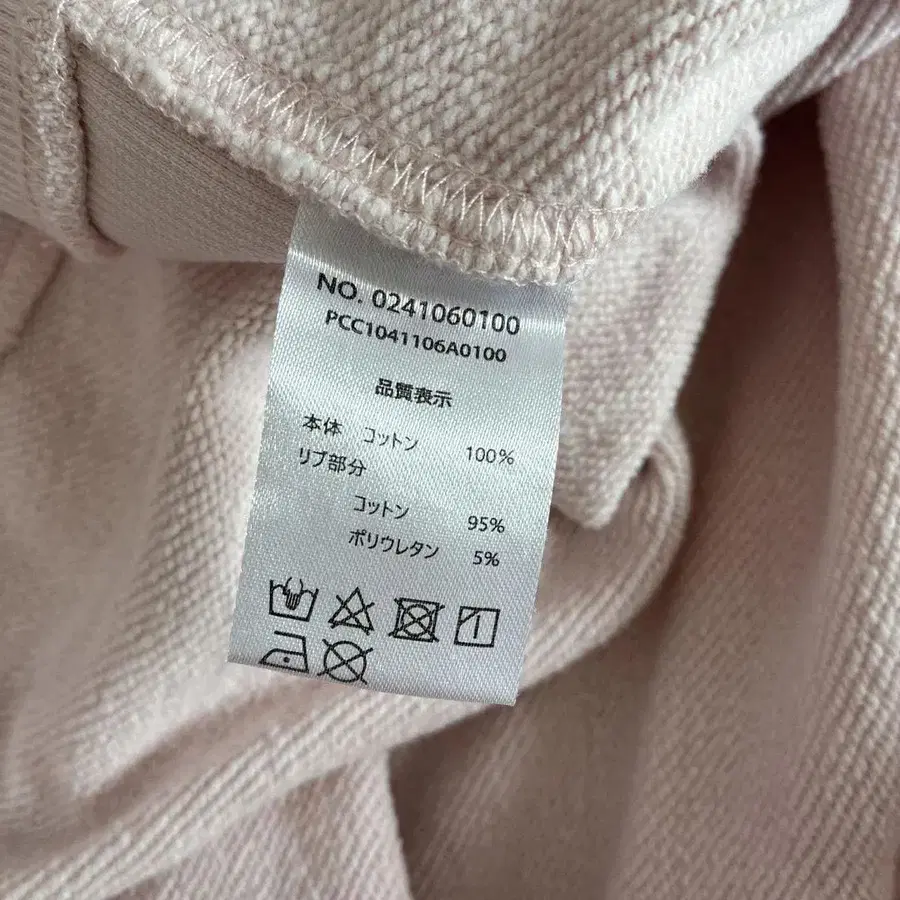 NO. 0241060100
PCC1041106A0100
品質表示
本体 コットン 100%
リブ部分
コットン 95%
ポリウレタン 5%